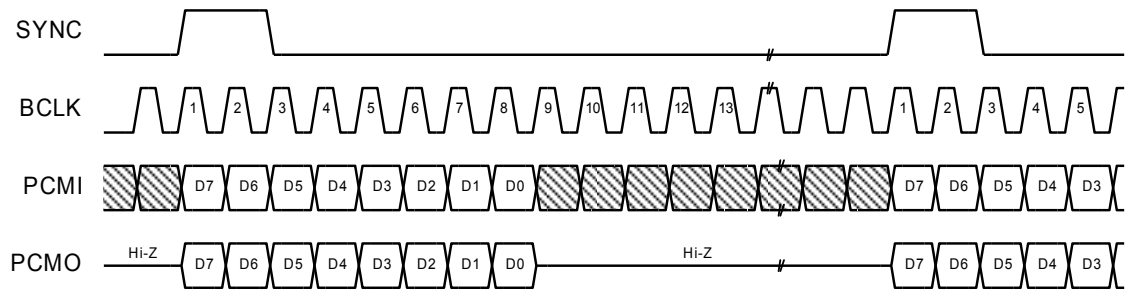 SYNC
BCLK 1 2 3 4 5 6 7 8 9 10 11 12 13 1 2 3 4 5
PCMI D7 D6 D5 D4 D3 D2 D1 D0 D7 D6 D5 D4 D3
PCMO Hi-Z D7 D6 D5 D4 D3 D2 D1 D0 Hi-Z D7 D6 D5 D4 D3